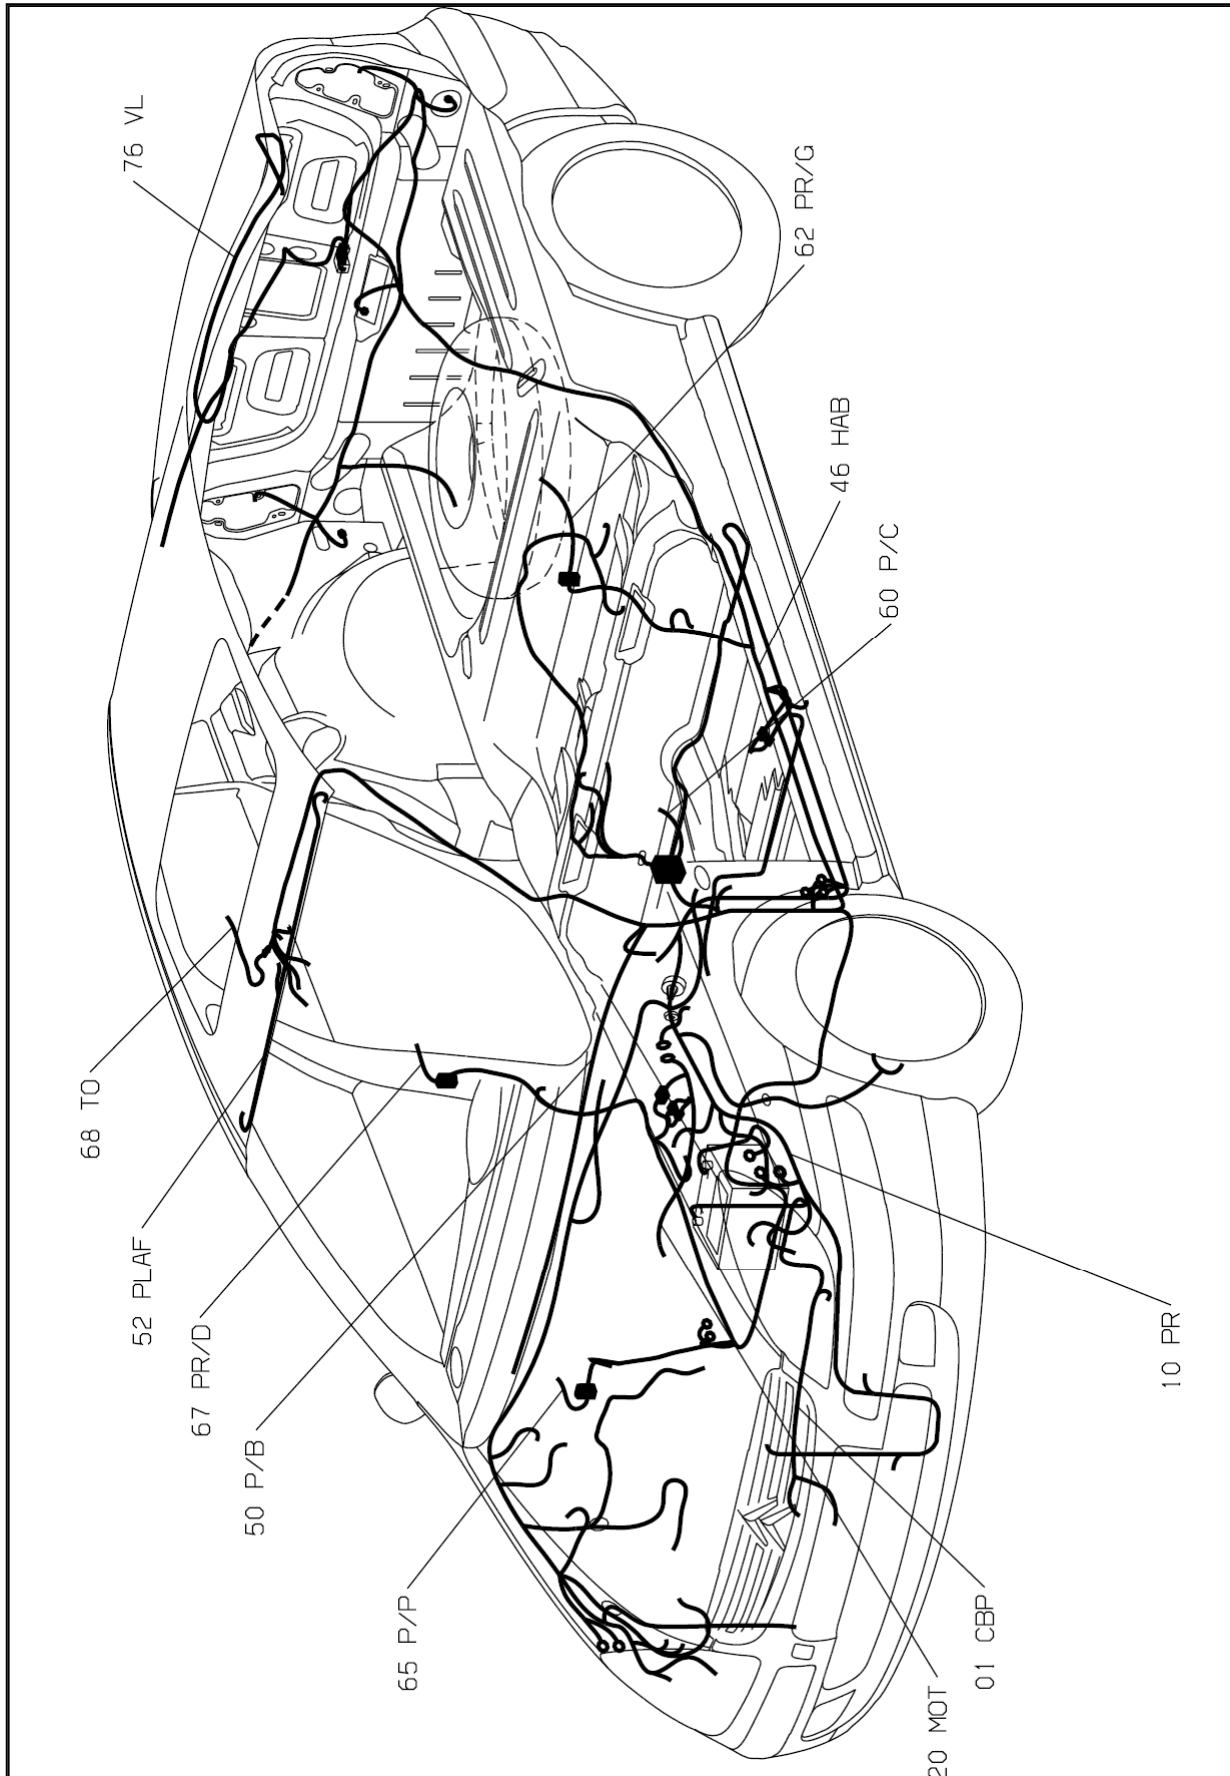 76 VL
62 PR/G
46 HAB
60 P/C
68 TO
52 PLAF
67 PR/D
50 P/B
10 PR
65 P/P
01 CBP
20 MOT